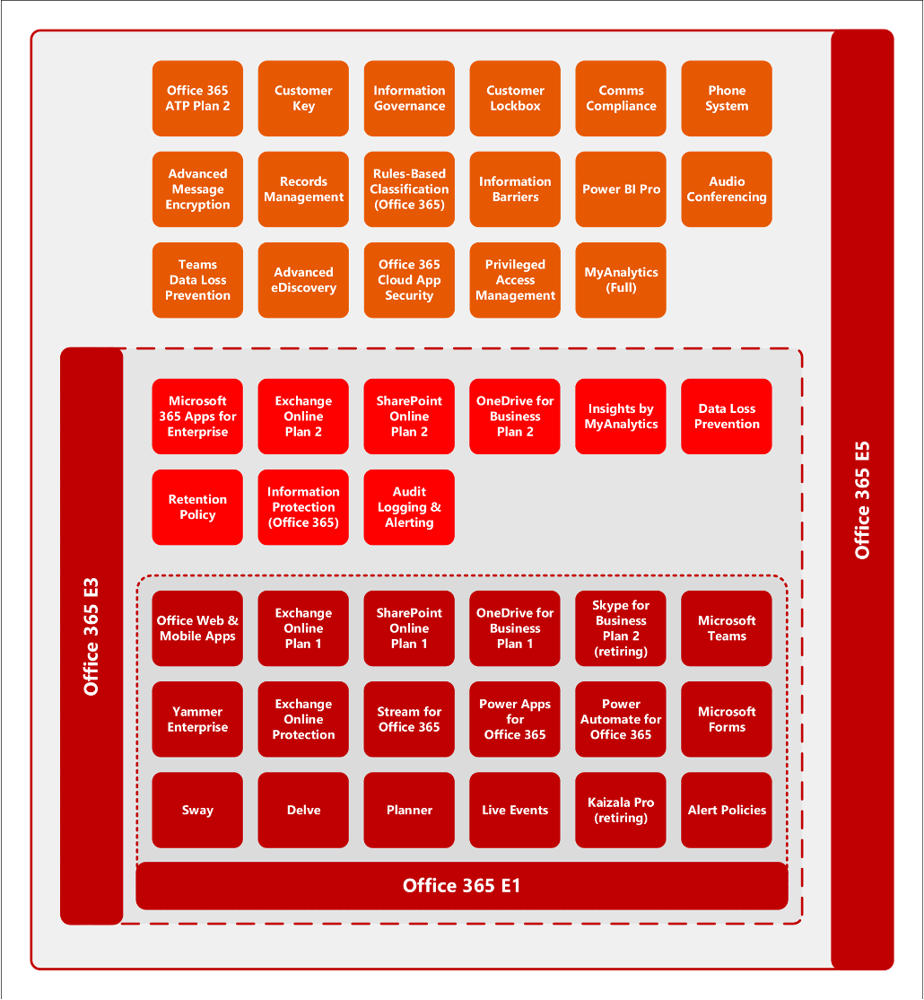 Office 365
ATP Plan 2
Customer
Key
Information
Governance
Customer
Lockbox
Comms
Compliance
Phone
System
Advanced
Message
Encryption
Records
Management
Rules-Based
Classification
(Office 365)
Information
Barriers
Power BI Pro
Audio
Conferencing
Teams
Data Loss
Prevention
Advanced
eDiscovery
Office 365
Cloud App
Security
Privileged
Access
Management
MyAnalytics
(Full)
Office 365 E5
Microsoft
365 Apps for
Enterprise
Exchange
Online
Plan 2
SharePoint
Online
Plan 2
OneDrive for
Business
Plan 2
Insights by
MyAnalytics
Data Loss
Prevention
Retention
Policy
Information
Protection
(Office 365)
Audit
Logging &
Alerting
Office 365 E3
Office Web &
Mobile Apps
Exchange
Online
Plan 1
SharePoint
Online
Plan 1
OneDrive for
Business
Plan 1
Skype for
Business
Plan 2
(retiring)
Microsoft
Teams
Yammer
Enterprise
Exchange
Online
Protection
Stream for
Office 365
Power Apps
for
Office 365
Power
Automate for
Office 365
Microsoft
Forms
Sway
Delve
Planner
Live Events
Kaizala Pro
(retiring)
Alert Policies
Office 365 E1